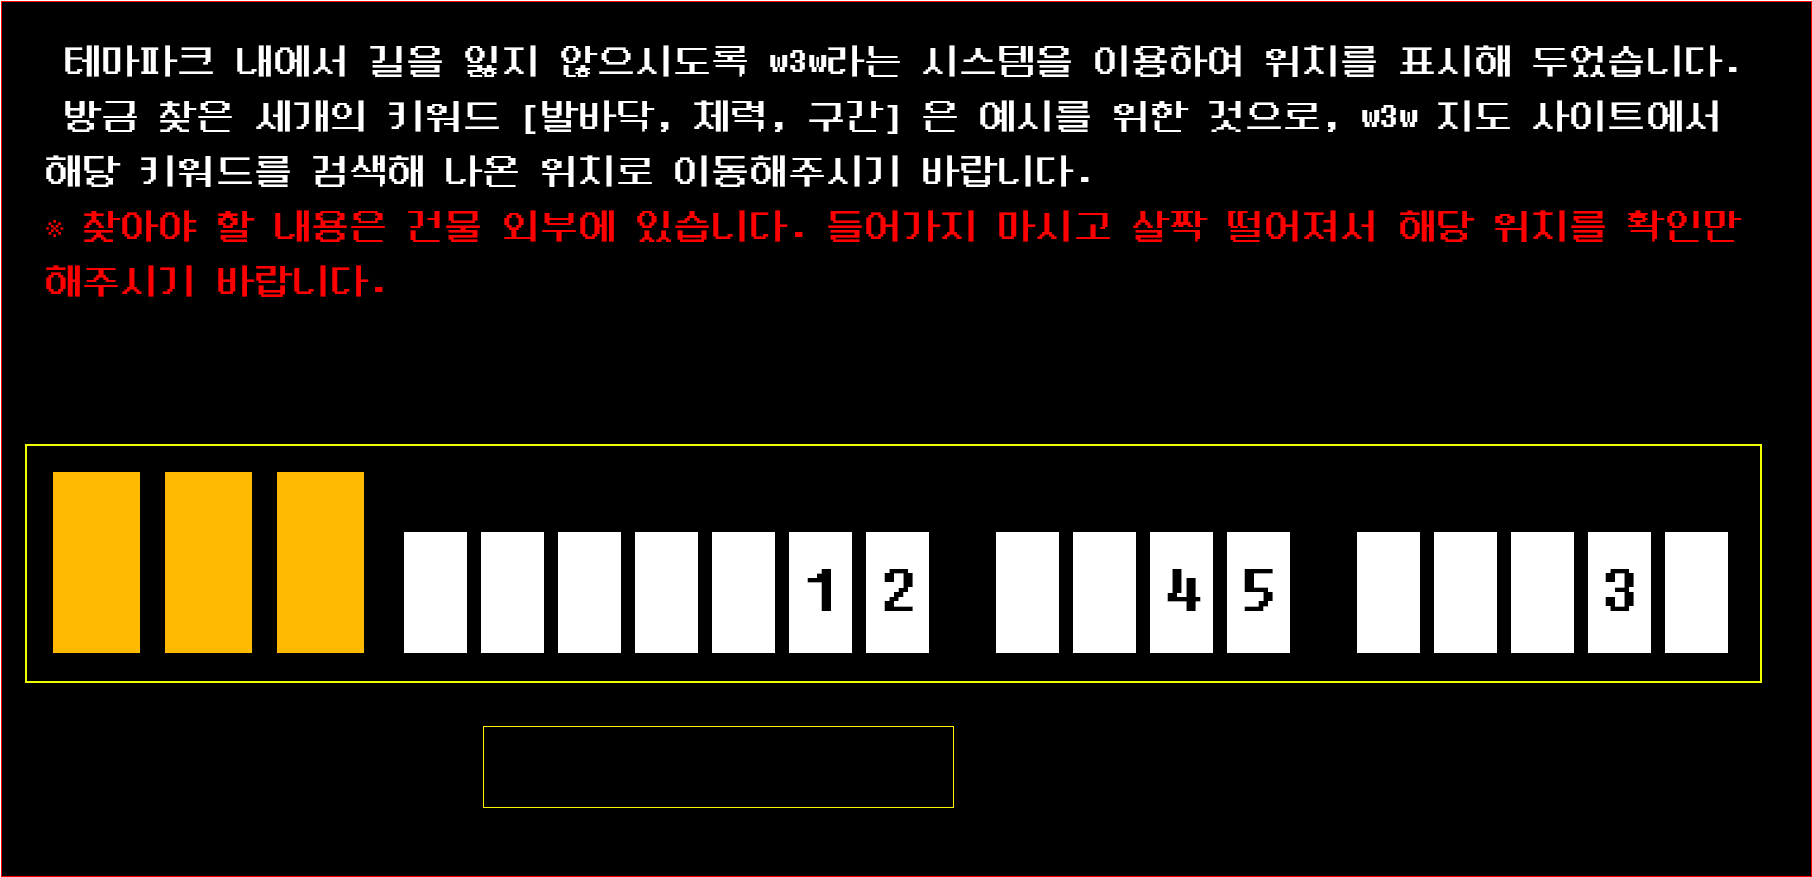 테마파크 내에서 길을 잃지 않으시도록 w3w라는 시스템을 이용하여 위치를 표시해 두었습니다.
방금 찾은 세개의 키워드 [발바닥, 체력, 구간] 은 예시를 위한 것으로, w3w 지도 사이트에서
해당 키워드를 검색해 나온 위치로 이동해주시기 바랍니다.
※ 찾아야 할 내용은 건물 외부에 있습니다. 들어가지 마시고 살짝 떨어져서 해당 위치를 확인만
해주시기 바랍니다.
1 2 4 5 3